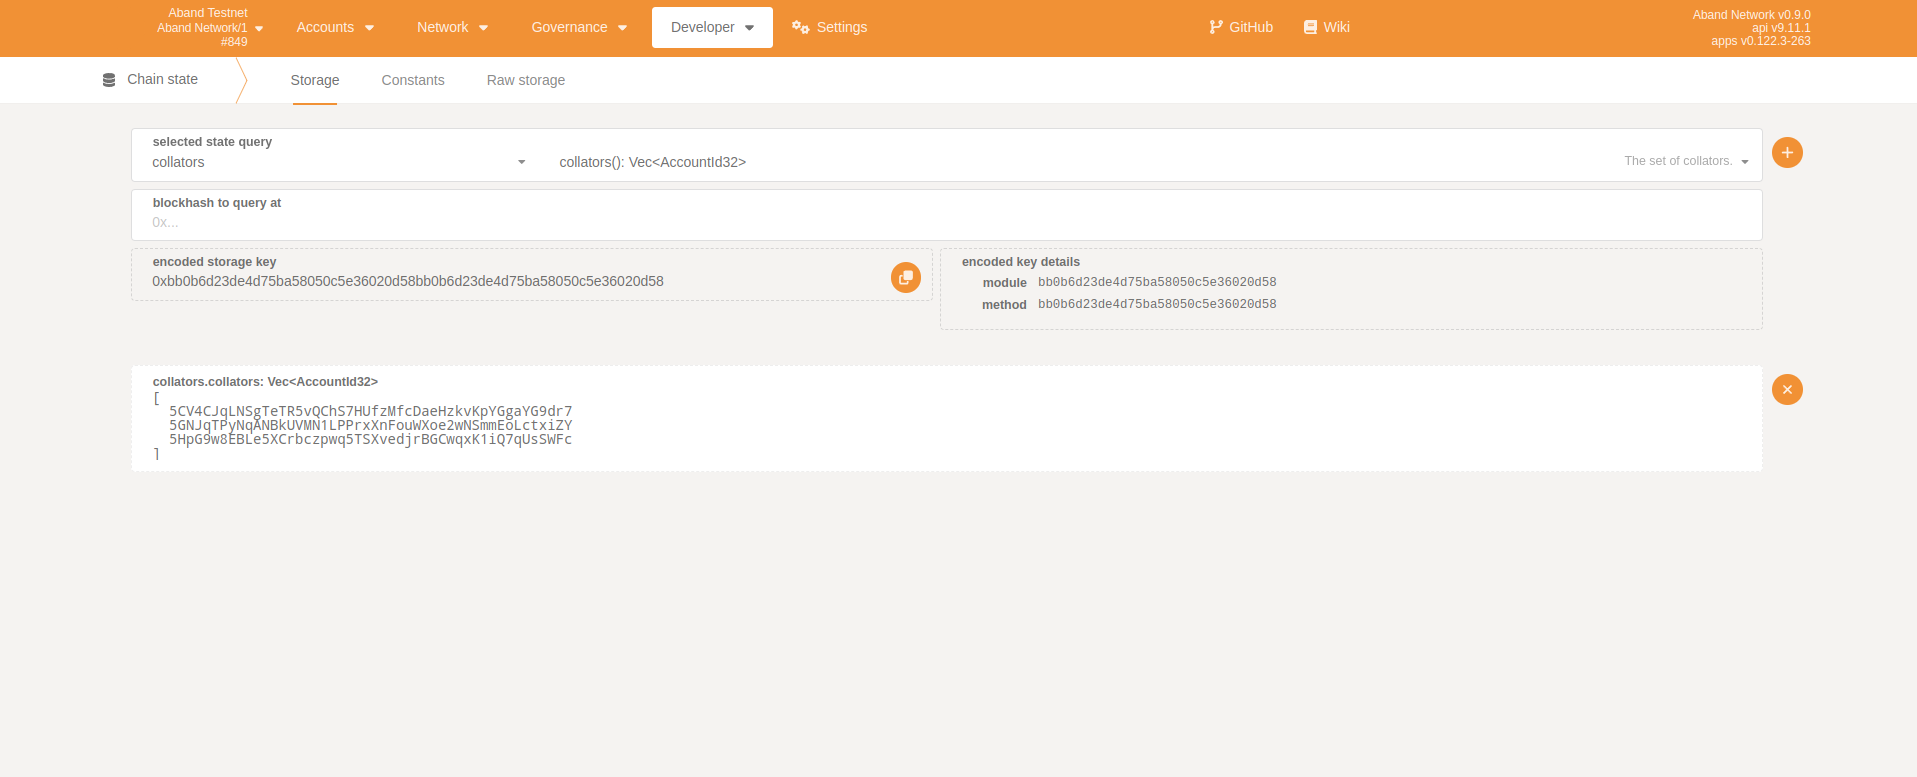 Aband Testnet
Aband Network/1
#849
Accounts
Network
Governance
Developer
Settings
GitHub
Wiki
Aband Network v0.9.0
api v9.11.1
apps v0.122.3-263
Chain state
Storage
Constants
Raw storage
selected state query
collators
collators(): Vec<AccountId32>
The set of collators.
blockhash to query at
0x...
encoded storage key
0xbb0b6d23de4d75ba58050c5e36020d58bb0b6d23de4d75ba58050c5e36020d58
encoded key details
module bb0b6d23de4d75ba58050c5e36020d58
method bb0b6d23de4d75ba58050c5e36020d58
collators.collators: Vec<AccountId32>
[
5CV4CJqLNSgTeTR5vQChS7HUfzMfcDaeHzkvKpYGgaYG9dr7
5GNJqTPyNqANBkUVMN1LPPrxXnFouWXoe2wNSmmEoLctxiZY
5HpG9w8EBLe5XCrbczpwq5TSXvedjrBGCwqxK1iQ7qUsSWFc
]